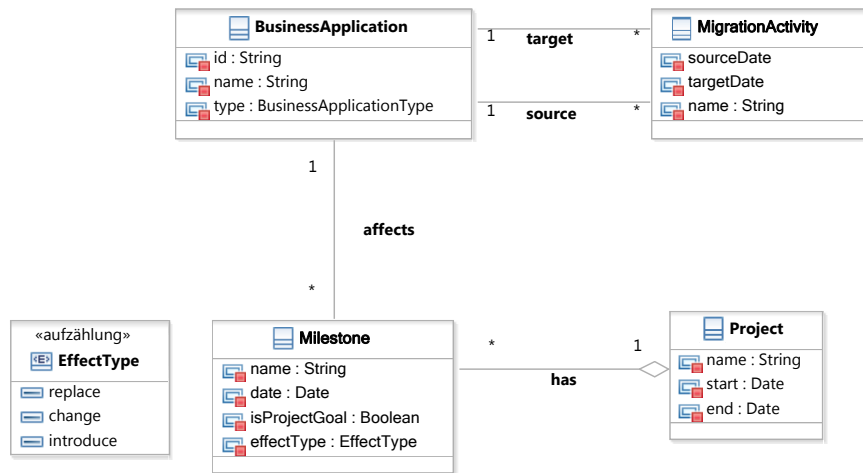 BusinessApplication
id : String
name : String
type : BusinessApplicationType
1
target
*
1
source
*
MigrationActivity
sourceDate
targetDate
name : String
1
affects
*
«aufzählung»
EffectType
replace
change
introduce
Milestone
name : String
date : Date
isProjectGoal : Boolean
effectType : EffectType
*
has
1
Project
name : String
start : Date
end : Date